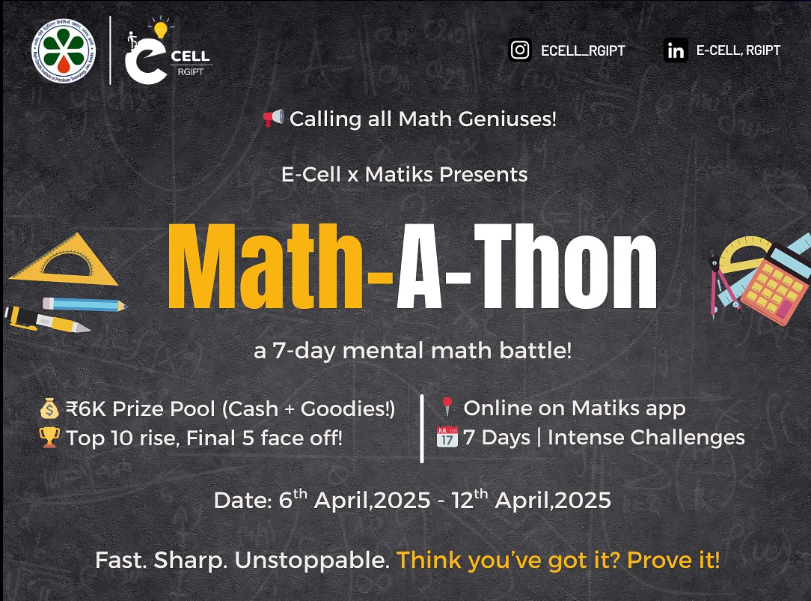 e CELL
RGIPT
ECELL_RGIPT
E-CELL, RGIPT
Calling all Math Geniuses!
E-Cell x Matiks Presents
Math-A-Thon
a 7-day mental math battle!
₹6K Prize Pool (Cash + Goodies!)
Top 10 rise, Final 5 face off!
Online on Matiks app
7 Days | Intense Challenges
Date: 6th April,2025 - 12th April,2025
Fast. Sharp. Unstoppable. Think you've got it? Prove it!